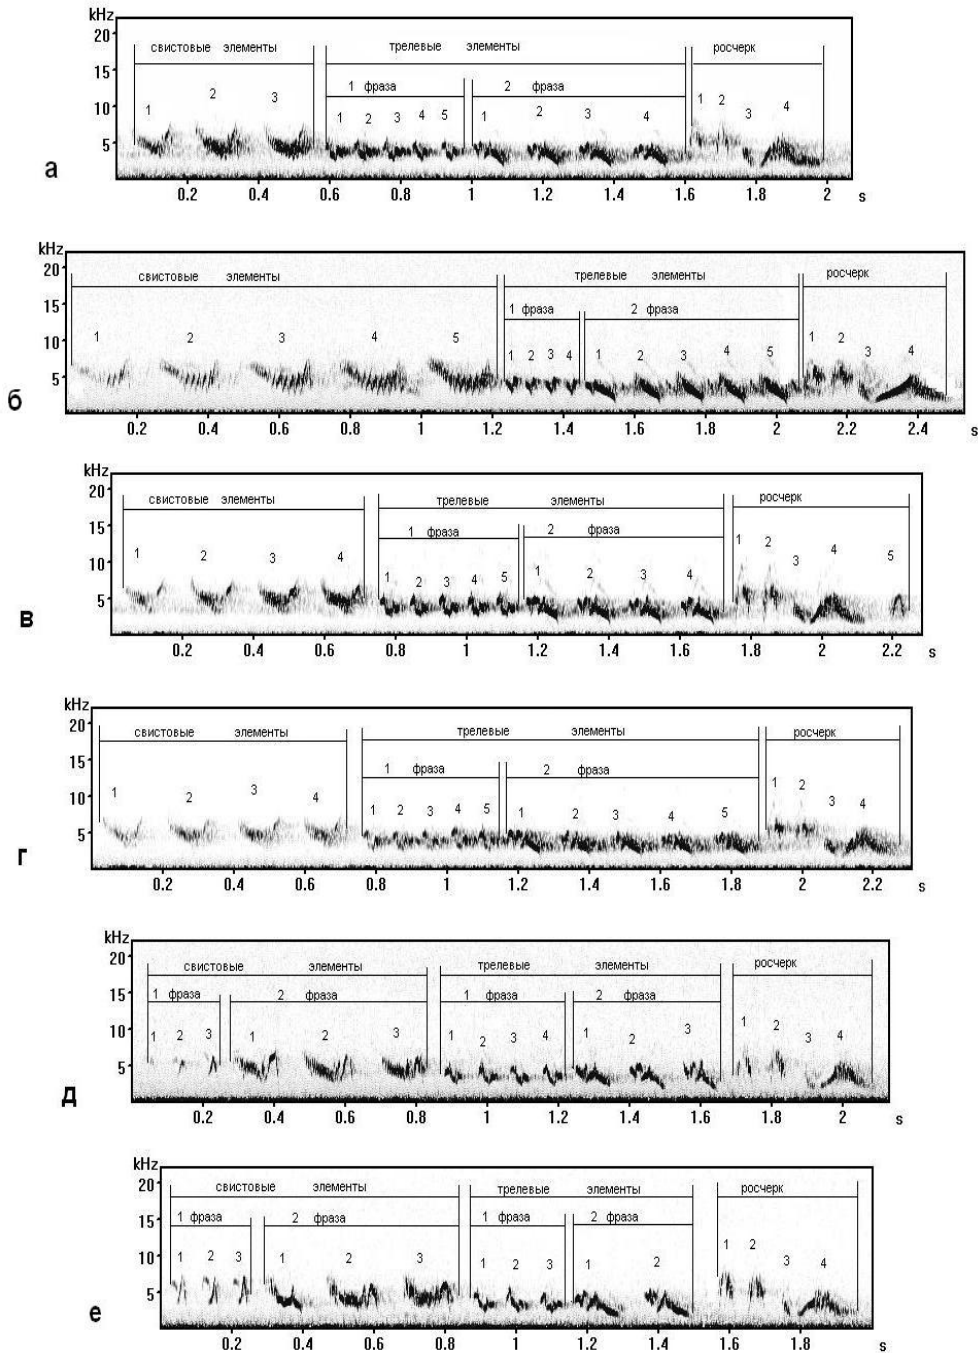 kHz
20
свистовые элементы трелевые элементы росчерк
15
1 фраза 2 фраза
10
1 2 3 1 2 3 4 5 1 2 3 4 1 2 3 4
5
а
0.2 0.4 0.6 0.8 1 1.2 1.4 1.6 1.8 2 s
kHz
20
свистовые элементы трелевые элементы росчерк
15
1 фраза 2 фраза
10
1 2 3 4 5 1 2 3 4 1 2 3 4 5 1 2 3 4
5
б
0.2 0.4 0.6 0.8 1 1.2 1.4 1.6 1.8 2 2.2 2.4 s
kHz
20
свистовые элементы трелевые элементы росчерк
15
1 фраза 2 фраза
10
1 2 3 4 1 2 3 4 5 1 2 3 4 1 2 3 4 5
5
в
0.2 0.4 0.6 0.8 1 1.2 1.4 1.6 1.8 2 2.2 s
kHz
20
свистовые элементы трелевые элементы росчерк
15
1 фраза 2 фраза
10
1 2 3 4 1 2 3 4 5 1 2 3 4 5 1 2 3 4
5
г
0.2 0.4 0.6 0.8 1 1.2 1.4 1.6 1.8 2 2.2 s
kHz
20
свистовые элементы трелевые элементы росчерк
15
1 фраза 2 фраза 1 фраза 2 фраза
10
1 2 3 1 2 3 1 2 3 4 1 2 3 1 2 3 4
5
д
0.2 0.4 0.6 0.8 1 1.2 1.4 1.6 1.8 2 s
kHz
20
свистовые элементы трелевые элементы росчерк
15
1 фраза 2 фраза 1 фраза 2 фраза
10
1 2 3 1 2 3 1 2 3 1 2 1 2 3 4
5
е
0.2 0.4 0.6 0.8 1 1.2 1.4 1.6 1.8 s